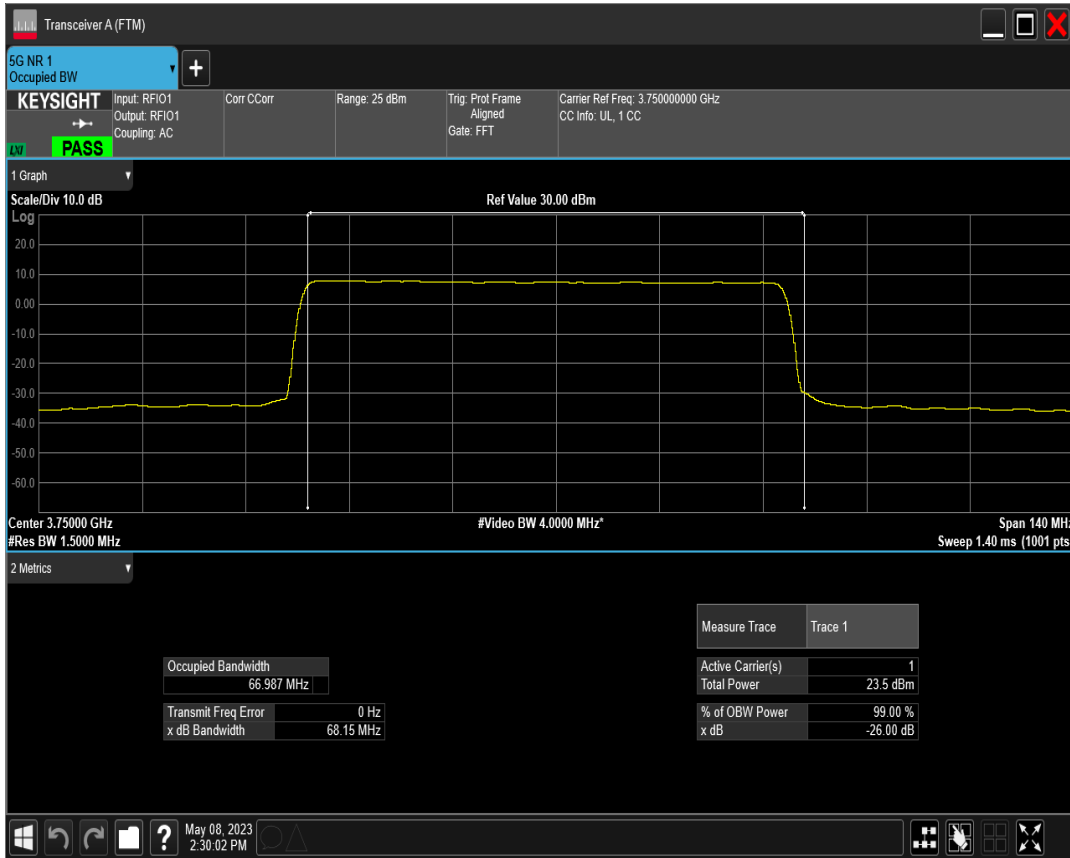 Transceiver A (FTM)
5G NR 1
Occupied BW
+
KEYSIGHT
LXI
PASS
Input: RFIO1
Output: RFIO1
Coupling: AC
Corr CCorr
Range: 25 dBm
Trig: Prot Frame
Aligned
Gate: FFT
Carrier Ref Freq: 3.750000000 GHz
CC Info: UL, 1 CC
1 Graph
Scale/Div 10.0 dB
Ref Value 30.00 dBm
Log
20.0
10.0
0.00
-10.0
-20.0
-30.0
-40.0
-50.0
-60.0
Center 3.75000 GHz
#Video BW 4.0000 MHz*
Span 140 MHz
#Res BW 1.5000 MHz
Sweep 1.40 ms (1001 pts
2 Metrics
Measure Trace Trace 1
Occupied Bandwidth
66.987 MHz
Active Carrier(s) 1
Total Power 23.5 dBm
Transmit Freq Error 0 Hz
x dB Bandwidth 68.15 MHz
% of OBW Power 99.00 %
x dB -26.00 dB
?
May 08, 2023
2:30:02 PM